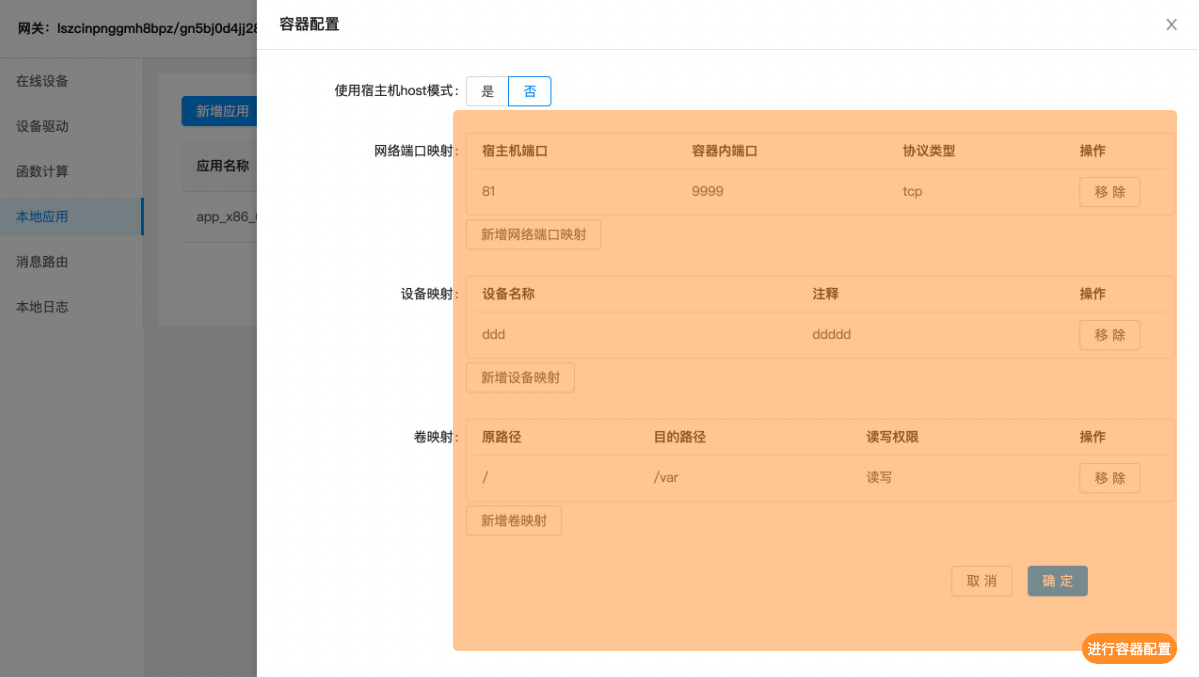 网关：lszcinpnggmh8bpz/gn5bj0d4jj28
容器配置
在线设备
设备驱动
函数计算
本地应用
消息路由
本地日志
新增应用
应用名称
app_x86_
使用宿主机host模式：
是 否
网络端口映射：
宿主机端口 容器内端口 协议类型 操作
81 9999 tcp 移 除
新增网络端口映射
设备映射：
设备名称 注释 操作
ddd ddddd 移 除
新增设备映射
卷映射：
原路径 目的路径 读写权限 操作
/ /var 读写 移 除
新增卷映射
取 消 确 定
进行容器配置